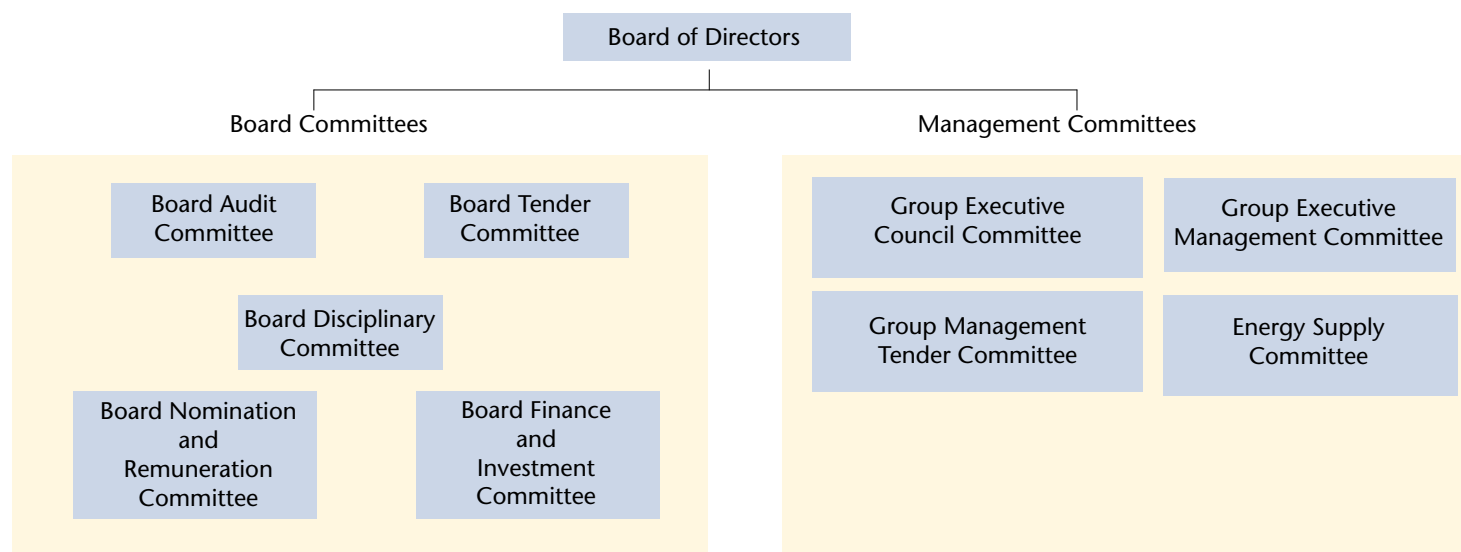 Board of Directors
Board Committees
Management Committees
Board Audit
Committee
Board Tender
Committee
Board Disciplinary
Committee
Board Nomination
and
Remuneration
Committee
Board Finance
and
Investment
Committee
Group Executive
Council Committee
Group Executive
Management Committee
Group Management
Tender Committee
Energy Supply
Committee